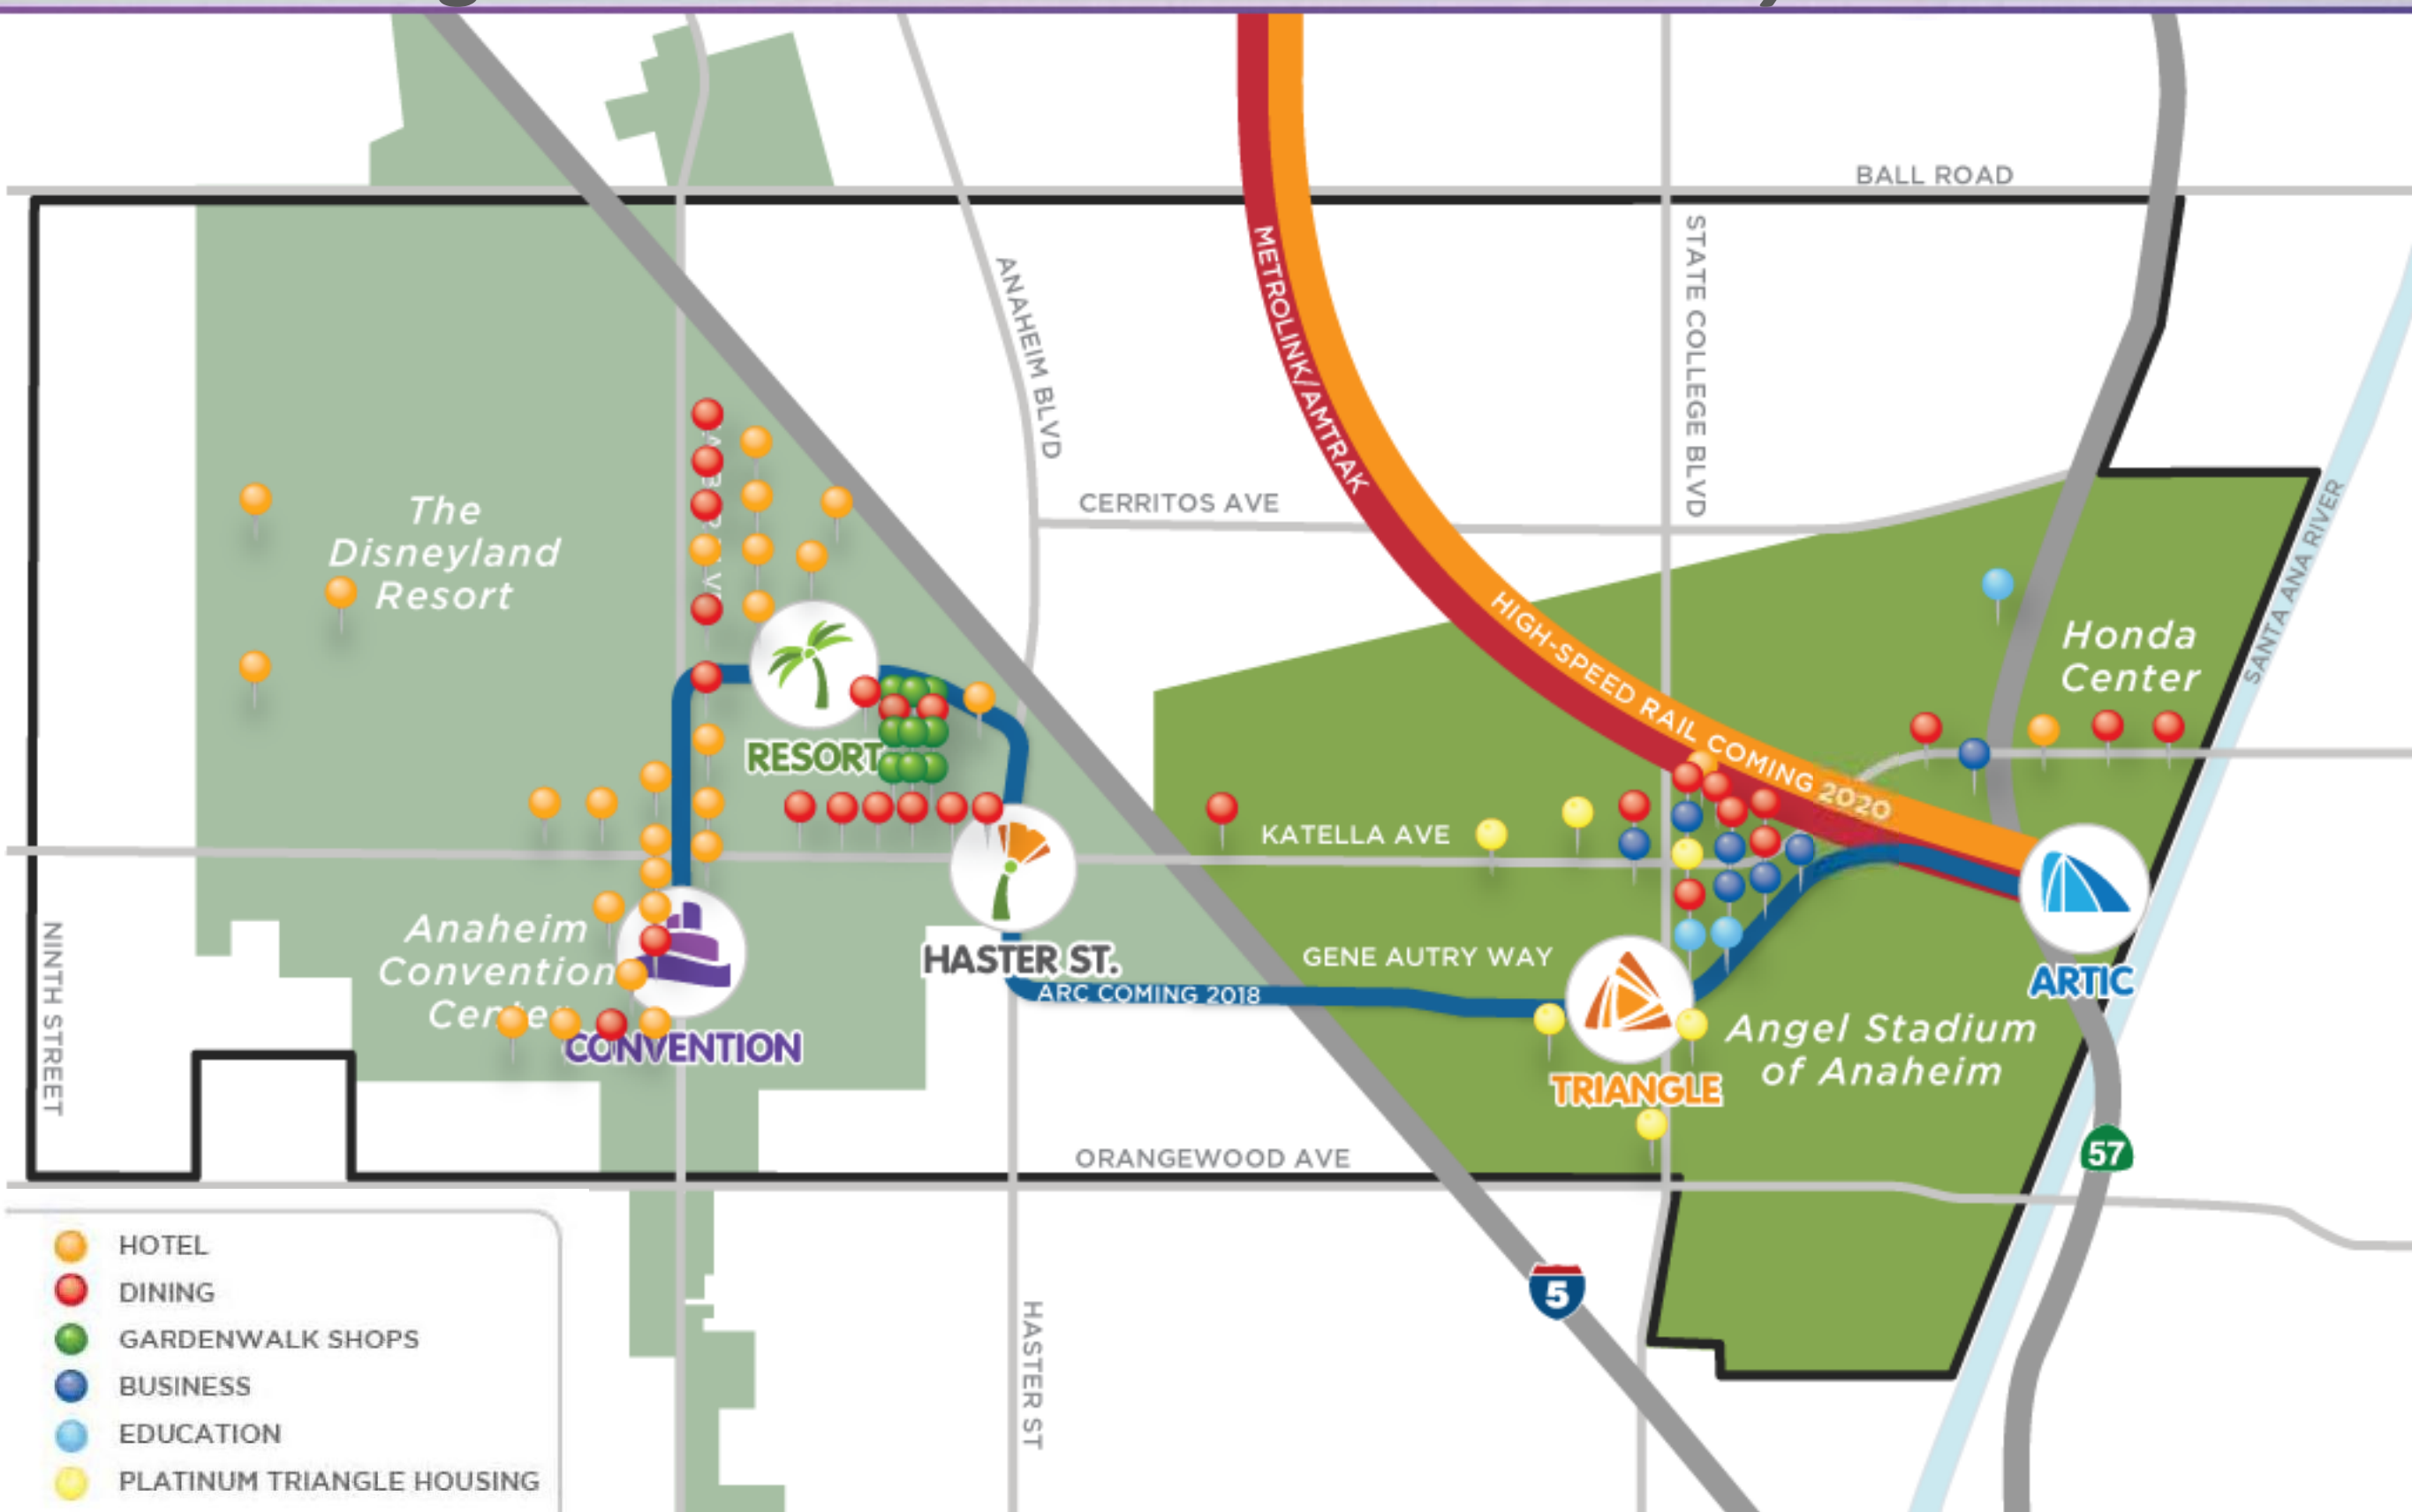 BALL ROAD
STATE COLLEGE BLVD
ANAHEIM BLVD
METROLINK/AMTRAK
CERRITOS AVE
The
Disneyland
Resort
HIGH-SPEED RAIL COMING 2020
Honda
Center
SANTA ANA RIVER
RESORT
KATELLA AVE
Anaheim
Convention
Center
NINTH STREET
HASTER ST.
GENE AUTRY WAY
ARTIC
ARC COMING 2018
CONVENTION
Angel Stadium
of Anaheim
TRIANGLE
ORANGEWOOD AVE
57
5
HASTER ST
HOTEL
DINING
GARDENWALK SHOPS
BUSINESS
EDUCATION
PLATINUM TRIANGLE HOUSING